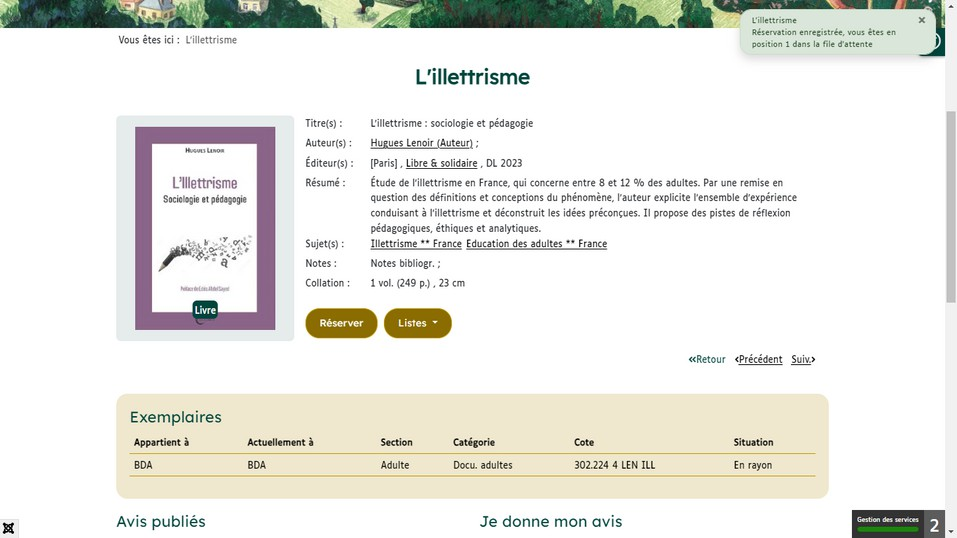 L'illettrisme ×
Réservation enregistrée, vous êtes en
position 1 dans la file d'attente
Vous êtes ici : L'illettrisme
L'illettrisme
HUGUES LENOIR
L'Illettrisme
Sociologie et pédagogie
Livre
Titre(s) : L'illettrisme : sociologie et pédagogie
Auteur(s) : Hugues Lenoir (Auteur) ;
Éditeur(s) : [Paris] , Libre & solidaire , DL 2023
Résumé : Étude de l'illettrisme en France, qui concerne entre 8 et 12 % des adultes. Par une remise en
question des définitions et conceptions du phénomène, l'auteur explicite l'ensemble d'expérience
conduisant à l'illettrisme et déconstruit les idées préconçues. Il propose des pistes de réflexion
pédagogiques, éthiques et analytiques.
Sujet(s) : Illettrisme ** France Education des adultes ** France
Notes : Notes bibliogr. ;
Collation : 1 vol. (249 p.) , 23 cm
Réserver Listes
«Retour Précédent Suiv.
Exemplaires
Appartient à Actuellement à Section Catégorie Cote Situation
BDA BDA Adulte Docu. adultes 302.224 4 LEN ILL En rayon
Avis publiés Je donne mon avis
Gestion des services 2